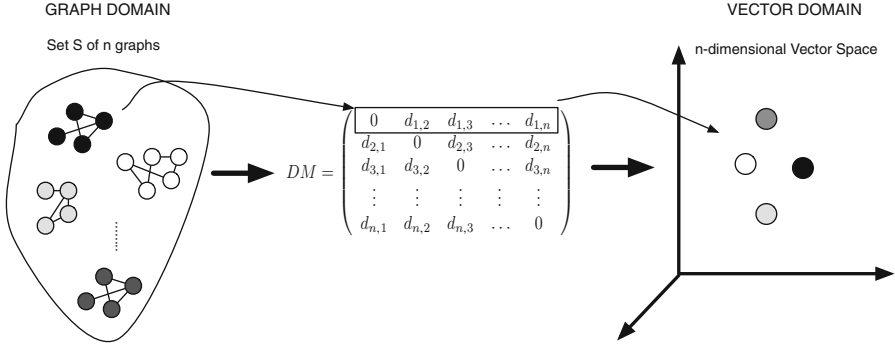 GRAPH DOMAIN
Set S of n graphs
VECTOR DOMAIN
n-dimensional Vector Space
0 d1,2 d1,3 ... d1,n
d2,1 0 d2,3 ... d2,n
DM = d3,1 d3,2 0 ... d3,n
⋮ ⋮ ⋮ ⋮ ⋮
dn,1 dn,2 dn,3 ... 0